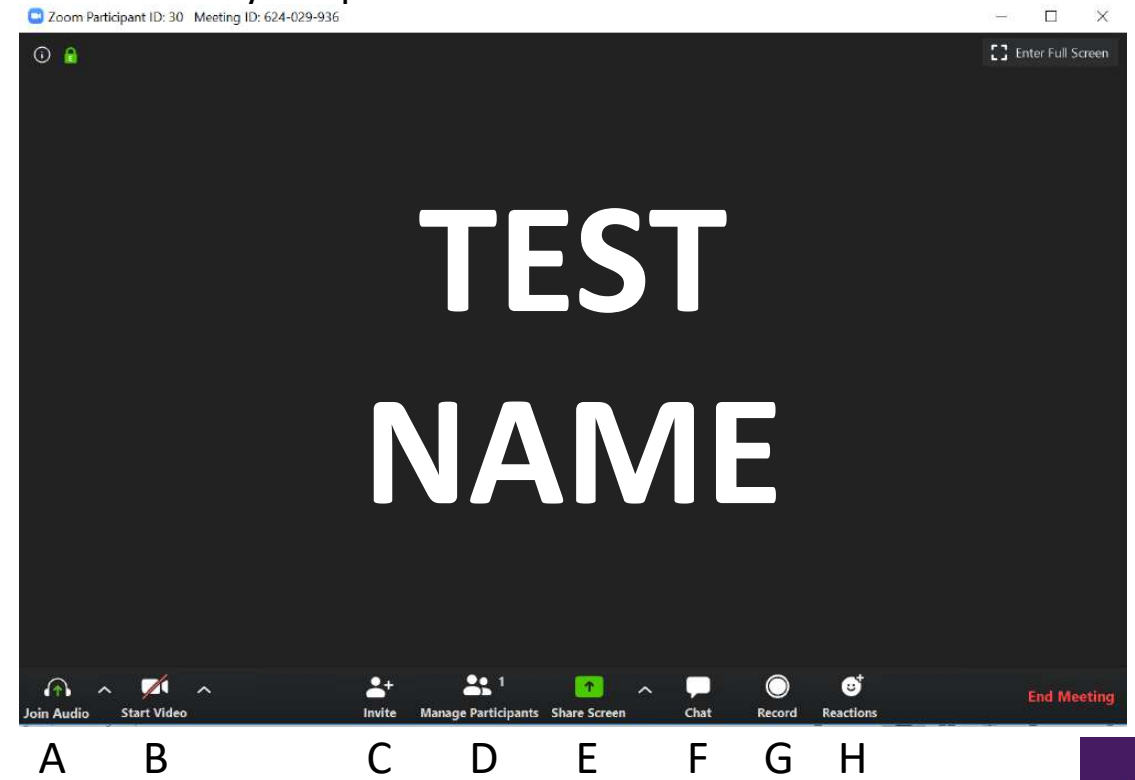 Zoom Participant ID: 30 Meeting ID: 624-029-936
Enter Full Screen
TEST
NAME
1
Join Audio Start Video Invite Manage Participants Share Screen Chat Record Reactions End Meeting
A B C D E F G H